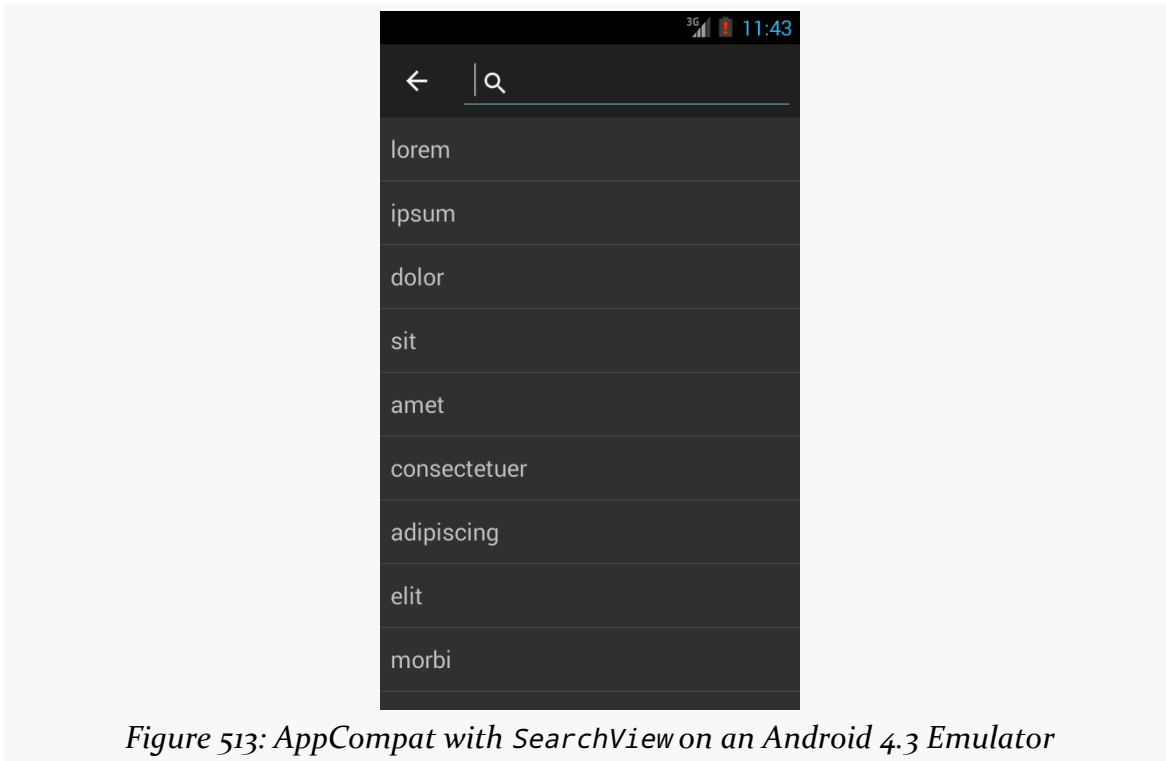 3G 11:43
lorem
ipsum
dolor
sit
amet
consectetuer
adipiscing
elit
morbi
Figure 513: AppCompat with SearchView on an Android 4.3 Emulator